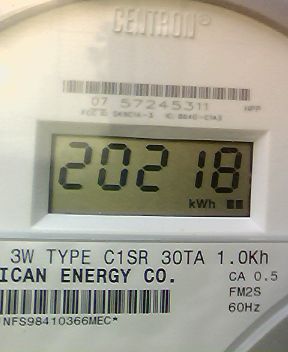 CENTRON®
07 57245311
20218
kWh
3W TYPE C1SR 30TA 1.0Kh
ICAN ENERGY CO.
CA 0.5
FM2S
60Hz
NFS98410366MEC*